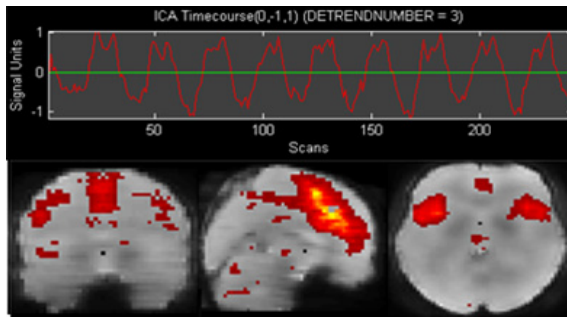 ICA Timecourse(0,-1,1) (DETRENDNUMBER = 3)
Signal Units
1
0
-1
50
100
150
200
Scans